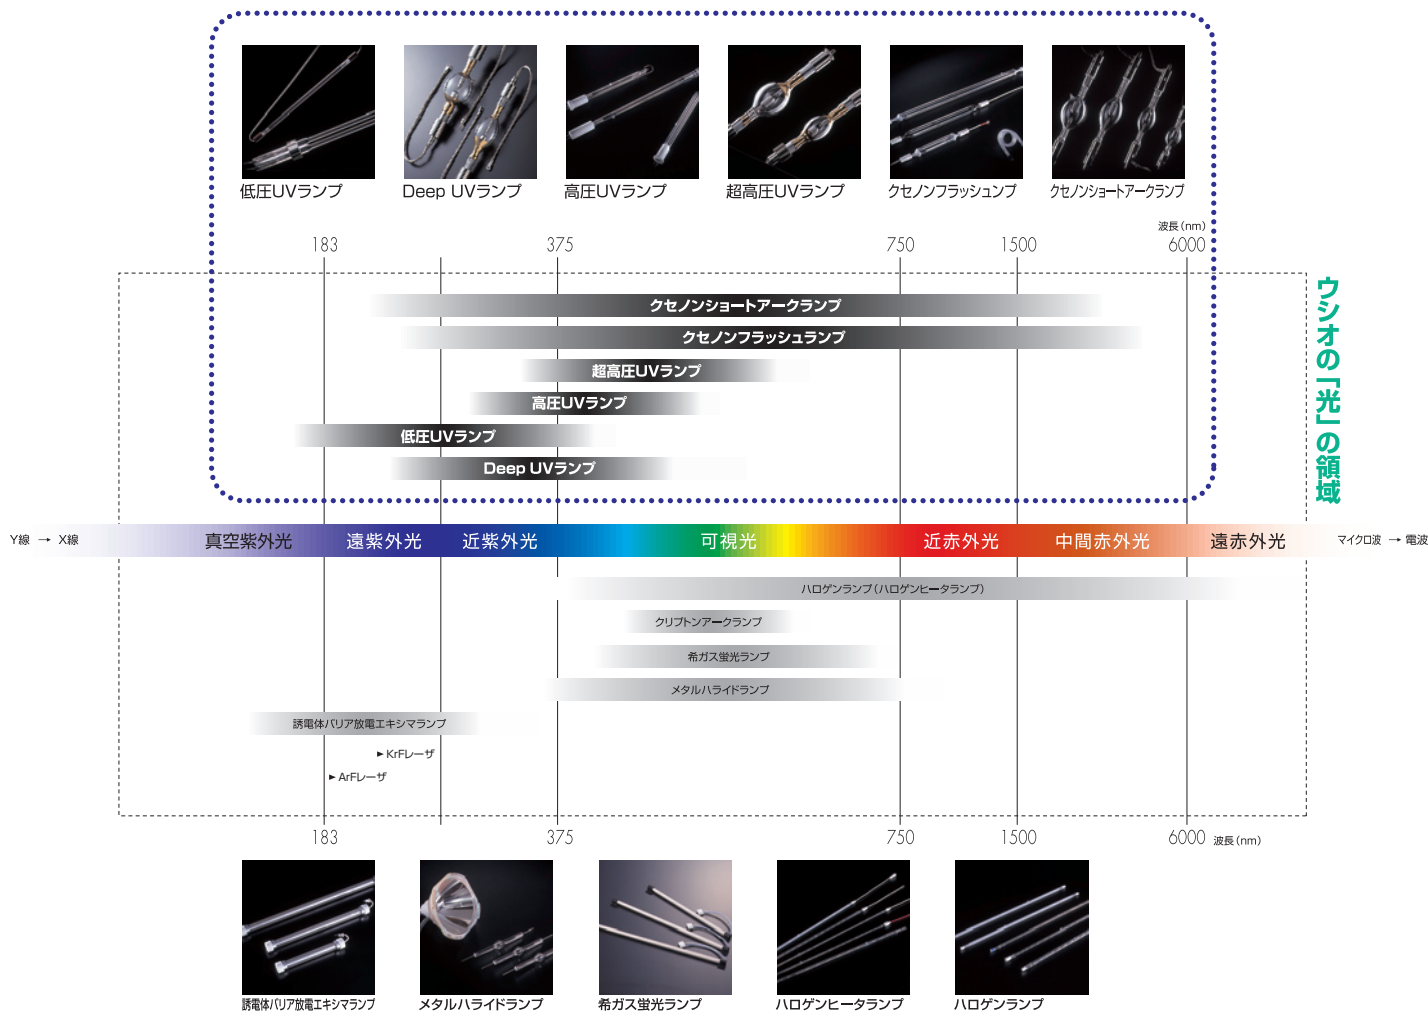 低圧UVランプ
Deep UVランプ
高圧UVランプ
超高圧UVランプ
クセノンフラッシュンプ
クセノンショートアークランプ
波長(nm)
183
375
750
1500
6000
ウシオの「光」の領域
クセノンショートアークランプ
クセノンフラッシュランプ
超高圧UVランプ
高圧UVランプ
低圧UVランプ
Deep UVランプ
Y線 → X線
真空紫外光
遠紫外光
近紫外光
可視光
近赤外光
中間赤外光
遠赤外光
マイクロ波 → 電波
ハロゲンランプ(ハロゲンヒータランプ)
クリプトンアークランプ
希ガス蛍光ランプ
メタルハライドランプ
誘電体バリア放電エキシマランプ
►KrFレーザ
►ArFレーザ
183
375
750
1500
6000 波長(nm)
誘電体バリア放電エキシマランプ
メタルハライドランプ
希ガス蛍光ランプ
ハロゲンヒータランプ
ハロゲンランプ